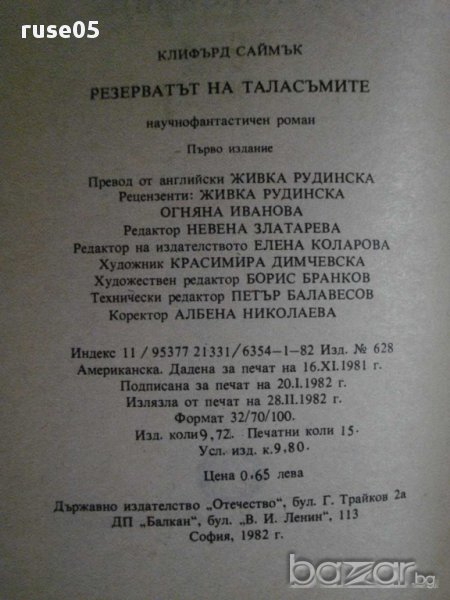 ruse05
КЛИФЪРД САЙМЪК
РЕЗЕРВАТЪТ НА ТАЛАСЪМИТЕ
научнофантастичен роман
Първо издание
Превод от английски ЖИВКА РУДИНСКА
Рецензенти: ЖИВКА РУДИНСКА
ОГНЯНА ИВАНОВА
Редактор НЕВЕНА ЗЛАТАРЕВА
Редактор на издателството ЕЛЕНА КОЛАРОВА
Художник КРАСИМИРА ДИМЧЕВСКА
Художествен редактор БОРИС БРАНКОВ
Технически редактор ПЕТЪР БАЛАВЕСОВ
Коректор АЛБЕНА НИКОЛАЕВА
Индекс 11 / 95377 21331/6354-1-82 Изд. № 628
Американска. Дадена за печат на 16.XI.1981 г.
Подписана за печат на 20.I.1982 г.
Излязла от печат на 28.II.1982 г.
Формат 32/70/100.
Изд. коли 9,72. Печатни коли 15.
Усл. изд к.9,80.
Цена 0,65 лева
Държавно издателство „Отечество“, бул. Г. Трайков 2а
ДП „Балкан“, бул. „В. И. Ленин“, 113
София, 1982 г.
bazar.bg